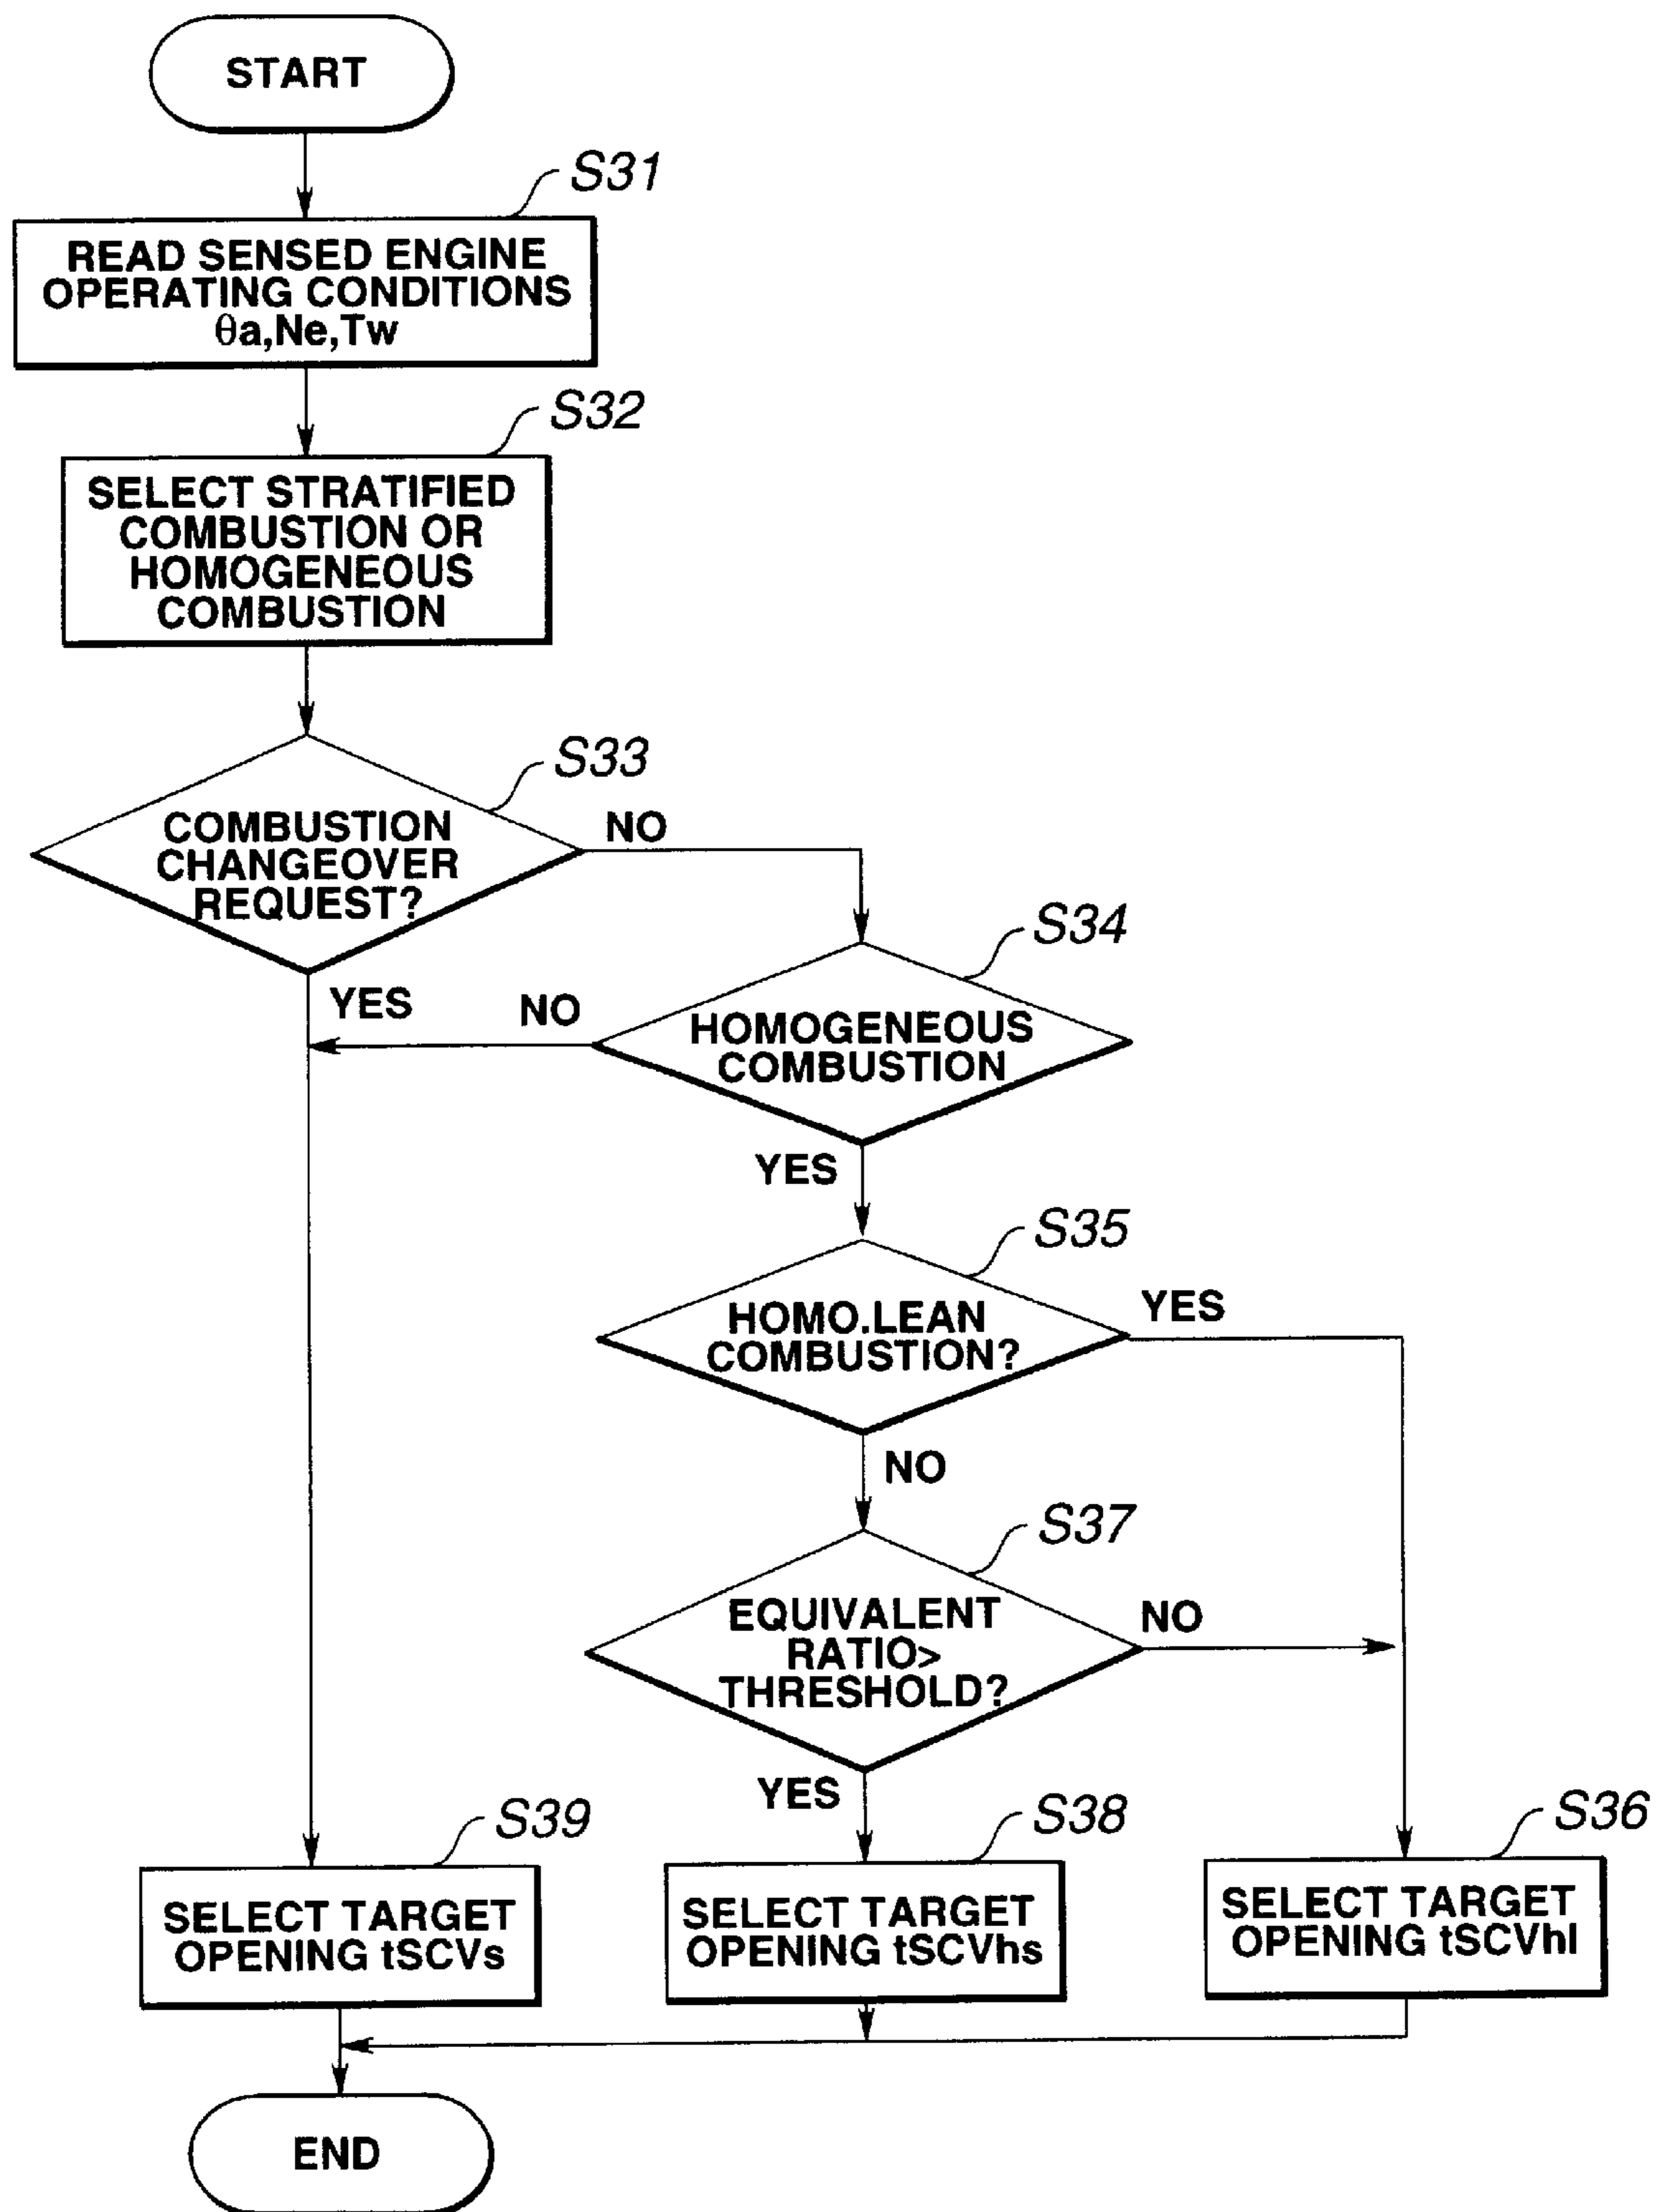 START
S31
READ SENSED ENGINE
OPERATING CONDITIONS
θa,Ne,Tw
S32
SELECT STRATIFIED
COMBUSTION OR
HOMOGENEOUS
COMBUSTION
S33
COMBUSTION
CHANGEOVER
REQUEST?
NO
YES
S34
HOMOGENEOUS
COMBUSTION
NO
YES
S35
HOMO.LEAN
COMBUSTION?
YES
NO
S37
EQUIVALENT
RATIO>
THRESHOLD?
NO
YES
S39
SELECT TARGET
OPENING tSCVs
S38
SELECT TARGET
OPENING tSCVhs
S36
SELECT TARGET
OPENING tSCVhl
END